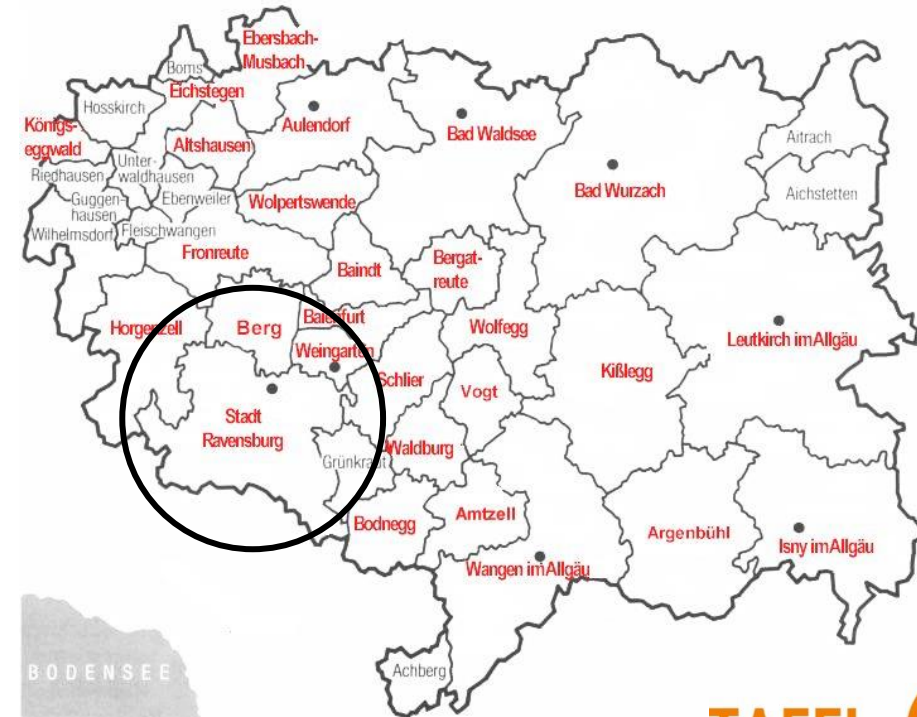 Ebersbach-
Musbach
Boms
Eichstegen
Hosskirch
Aulendorf
Bad Waldsee
Königs-
eggwald
Altshausen
Aitrach
Unter-
waldhausen
Riedhausen
Bad Wurzach
Aichstetten
Guggen-
hausen
Ebenweiler
Wolpertswende
Wilhelmsdorf
Fleischwangen
Fronreute
Baindt
Bergat-
reute
Horgenzell
Berg
Baienfurt
Wolfegg
Leutkirch im Allgäu
Weingarten
Schlier
Kißlegg
Vogt
Stadt
Ravensburg
Waldburg
Grünkraut
Bodnegg
Amtzell
Argenbühl
Isny im Allgäu
Wangen im Allgäu
Achberg
BODENSEE
TAFEL